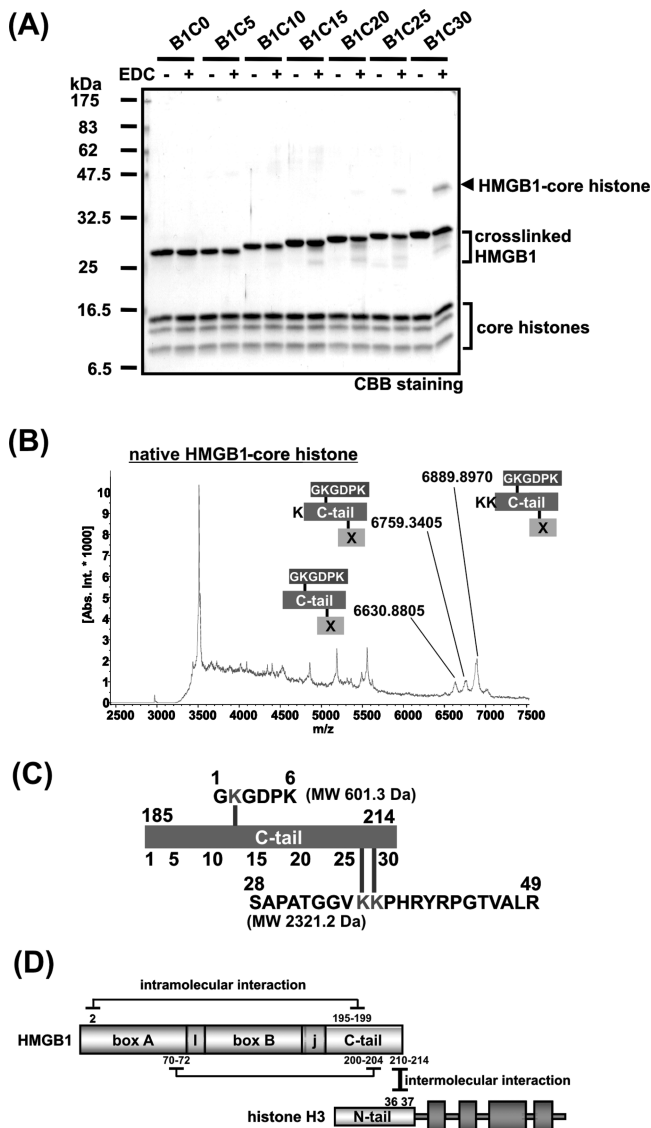 (A)
B1C0 B1C5 B1C10 B1C15 B1C20 B1C25 B1C30
EDC - + - + - + - + - + - + - +
kDa
175
83
62
47.5
32.5
25
16.5
6.5
HMGB1-core histone
crosslinked
HMGB1
core histones
CBB staining
(B)
native HMGB1-core histone
[Abs. Int. * 1000]
10
9
8
7
6
5
4
3
2
1
0
2500 3000 3500 4000 4500 5000 5500 6000 6500 7000 7500
m/z
GKGDPK
C-tail
X
6630.8805
GKGDPK
K C-tail
X
6759.3405
6889.8970
GKGDPK
KK C-tail
X
(C)
1 6
GKGDPK (MW 601.3 Da)
185 214
C-tail
1 5 10 15 20 25 30
28 49
SAPATGGVKKPHRYRPGTVALR
(MW 2321.2 Da)
(D)
intramolecular interaction
2 195-199
HMGB1 box A l box B j C-tail
70-72 200-204 210-214
intermolecular interaction
36 37
histone H3 N-tail